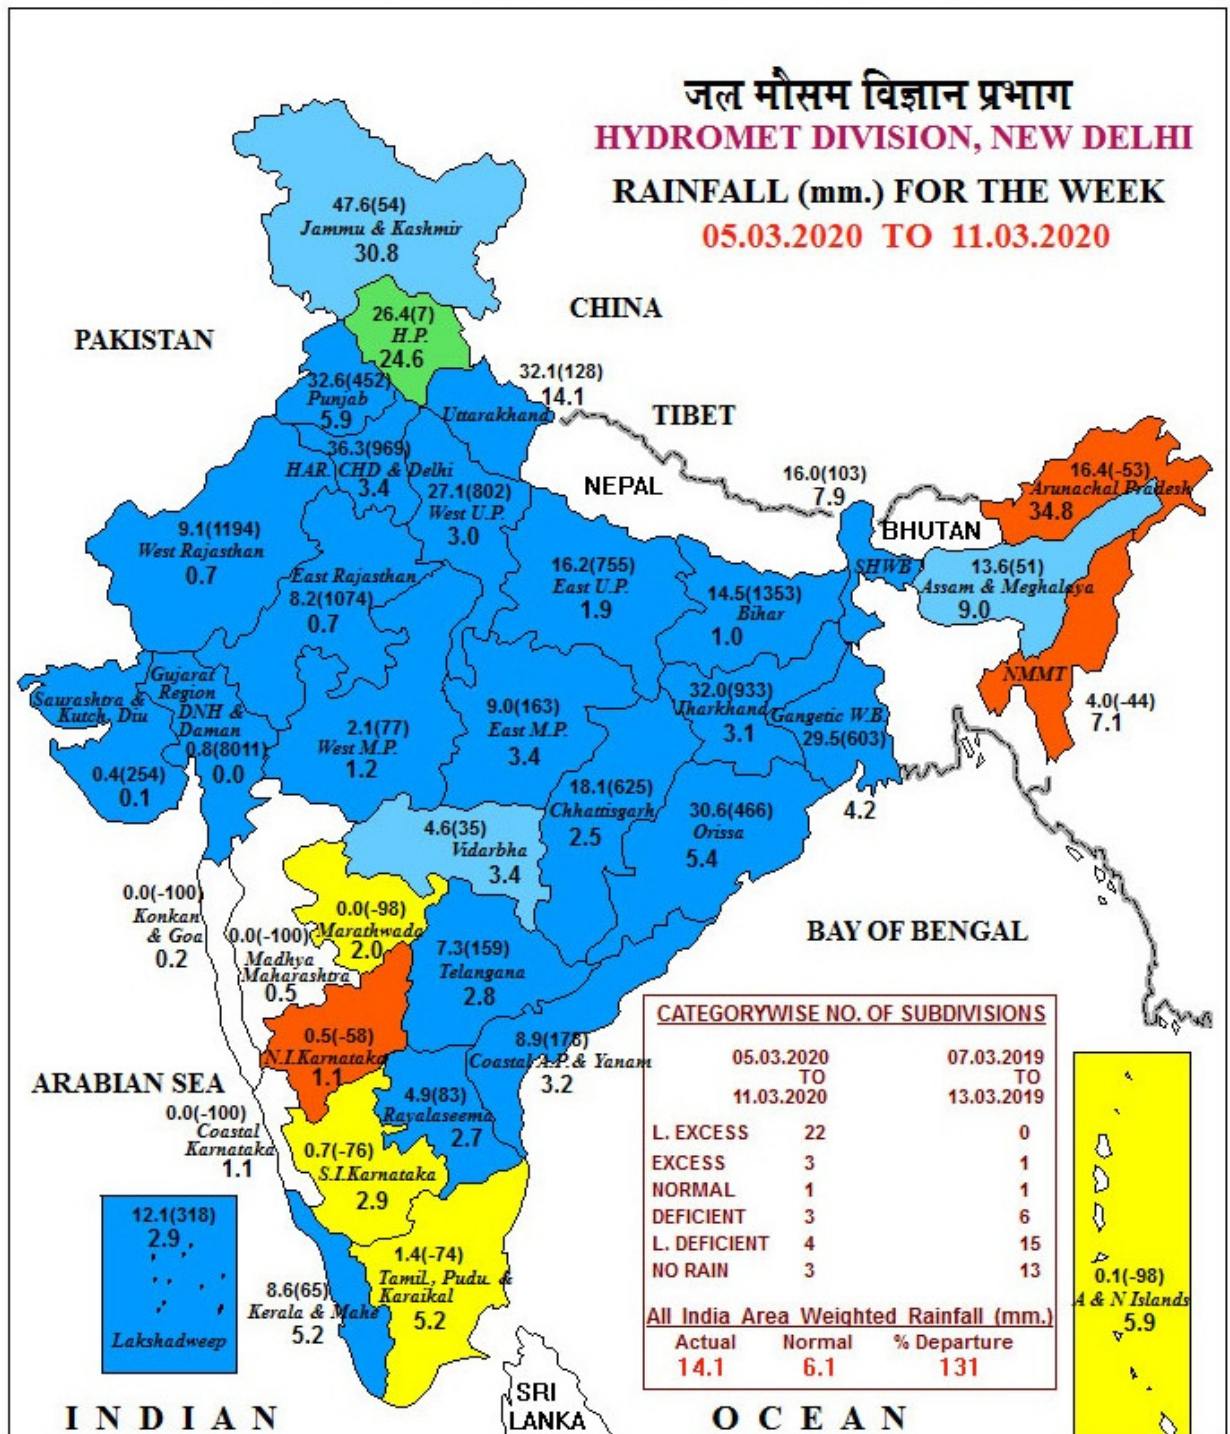 जल मौसम विज्ञान प्रभाग
HYDROMET DIVISION, NEW DELHI
RAINFALL (mm.) FOR THE WEEK
05.03.2020 TO 11.03.2020
47.6(54)
Jammu & Kashmir
30.8
CHINA
PAKISTAN
26.4(7)
H.P.
24.6
32.6(452)
Punjab
5.9
32.1(128)
14.1
Uttarakhand
TIBET
36.3(969)
HAR. CHD & Delhi
3.4
27.1(802)
West U.P.
3.0
NEPAL
16.0(103)
7.9
BHUTAN
SHWB
16.4(-53)
Arunachal Pradesh
34.8
9.1(1194)
West Rajasthan
0.7
East Rajasthan
8.2(1074)
0.7
16.2(755)
East U.P.
1.9
14.5(1353)
Bihar
1.0
13.6(51)
Assam & Meghalaya
9.0
NMMT
4.0(-44)
7.1
Saurashtra &
Kutch, Diu
0.4(254)
0.1
Gujarat
Region
DNH &
Daman
0.8(8011)
0.0
2.1(77)
West M.P.
1.2
9.0(163)
East M.P.
3.4
32.0(933)
Jharkhand
3.1
Gangetic W.B.
29.5(603)
4.2
18.1(625)
Chhattisgarh
2.5
30.6(466)
Orissa
5.4
4.6(35)
Vidarbha
3.4
0.0(-100)
Konkan
& Goa
0.2
0.0(-100)
Madhya
Maharashtra
0.5
0.0(-98)
Marathwada
2.0
7.3(159)
Telangana
2.8
BAY OF BENGAL
0.5(-58)
N.I.Karnataka
1.1
8.9(178)
Coastal A.P.& Yanam
3.2
ARABIAN SEA
0.0(-100)
Coastal
Karnataka
1.1
4.9(83)
Rayalaseema
2.7
0.7(-76)
S.I.Karnataka
2.9
12.1(318)
2.9
Lakshadweep
8.6(65)
Kerala & Mahe
5.2
1.4(-74)
Tamil., Pudu. &
Karaikal
5.2
CATEGORYWISE NO. OF SUBDIVISIONS
05.03.2020 07.03.2019
TO TO
11.03.2020 13.03.2019
L. EXCESS 22 0
EXCESS 3 1
NORMAL 1 1
DEFICIENT 3 6
L. DEFICIENT 4 15
NO RAIN 3 13
All India Area Weighted Rainfall (mm.)
Actual Normal % Departure
14.1 6.1 131
0.1(-98)
A & N Islands
5.9
SRI
LANKA
INDIAN OCEAN